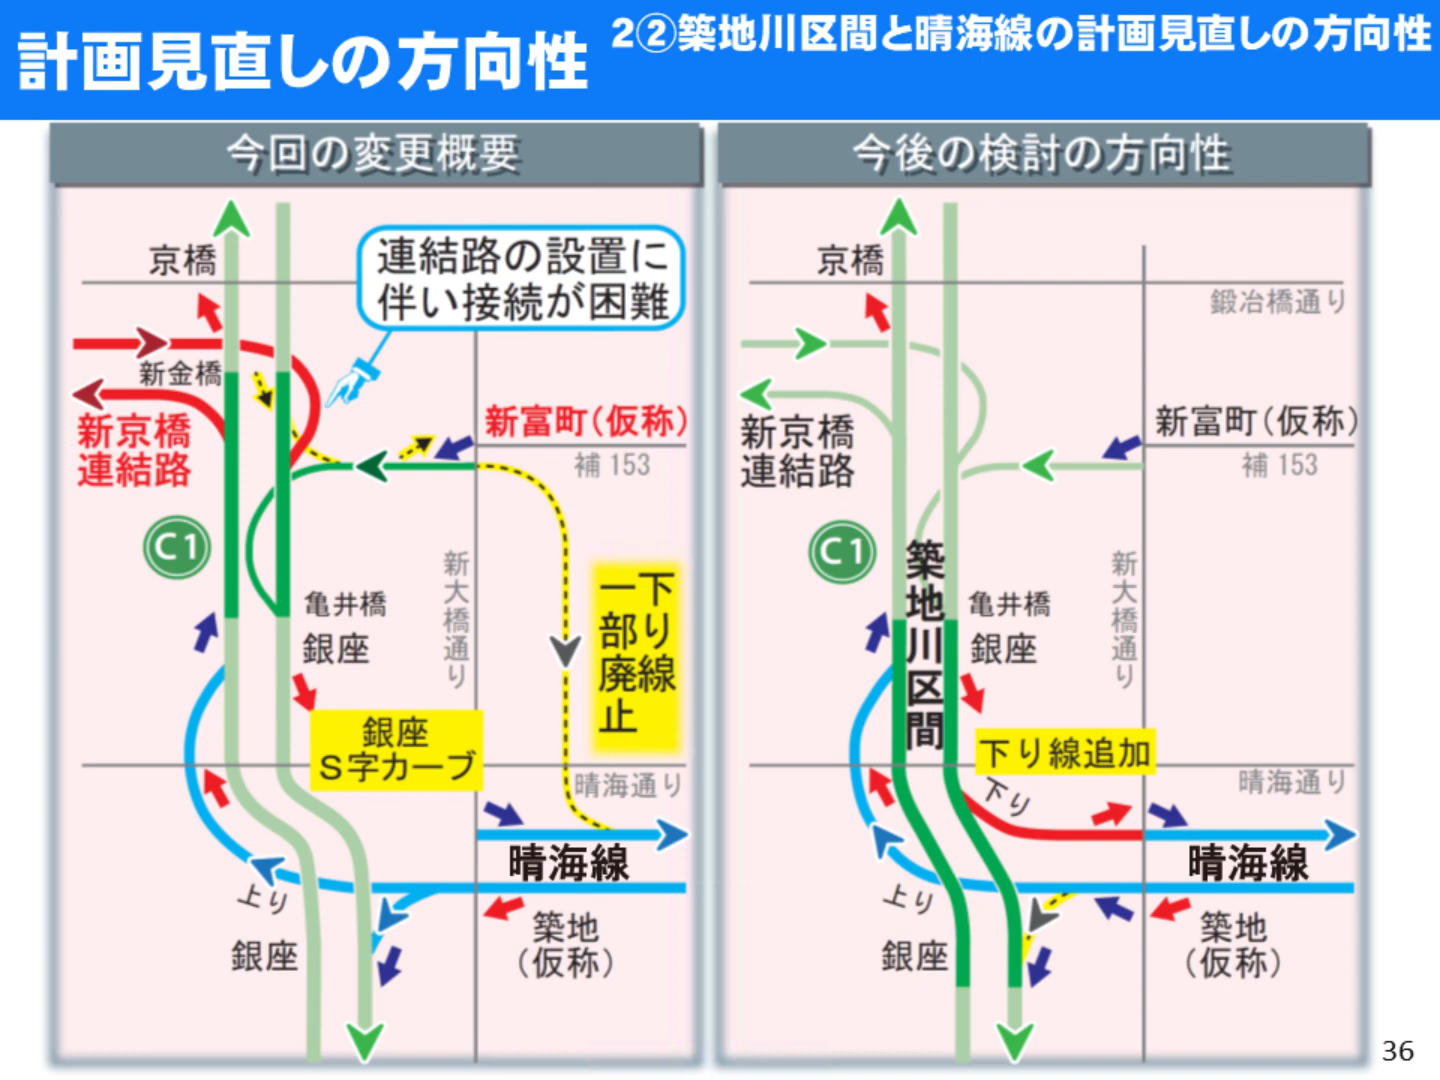 計画見直しの方向性
2②築地川区間と晴海線の計画見直しの方向性
今回の変更概要
京橋
連結路の設置に
伴い接続が困難
新金橋
新京橋
連結路
新富町(仮称)
補153
C1
新大橋通り
亀井橋
銀座
下り線
一部廃止
銀座
S字カーブ
晴海通り
晴海線
上り
銀座
築地
(仮称)
今後の検討の方向性
京橋
鍛冶橋通り
新京橋
連結路
新富町(仮称)
補153
C1
築地川区間
新大橋通り
亀井橋
銀座
下り線追加
晴海通り
下り
晴海線
上り
銀座
築地
(仮称)
36